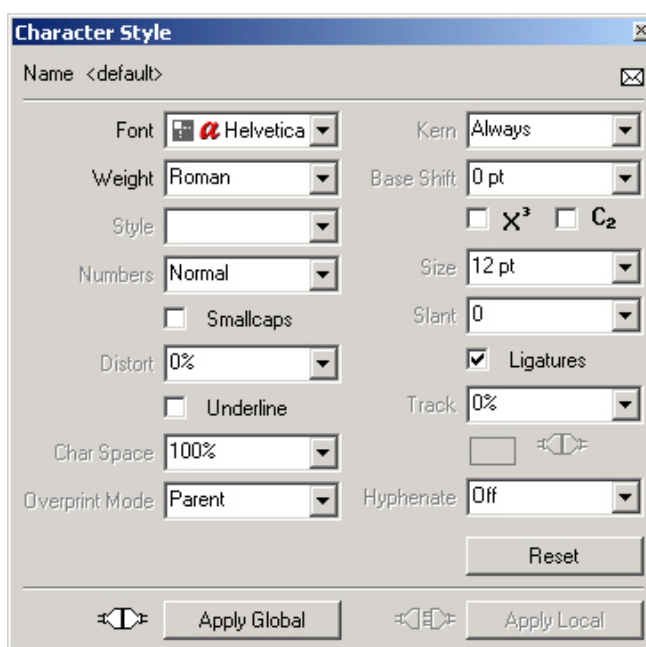 Character Style
Name <default>
Font α Helvetica
Weight Roman
Style
Numbers Normal
Smallcaps
Distort 0%
Underline
Char Space 100%
Overprint Mode Parent
Kern Always
Base Shift 0 pt
X³ C₂
Size 12 pt
Slant 0
Ligatures
Track 0%
Hyphenate Off
Reset
Apply Global
Apply Local